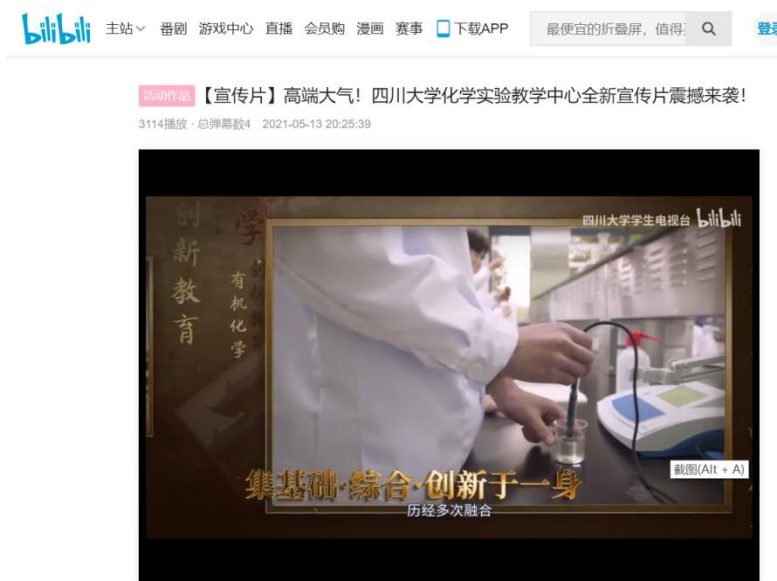 bilibili 主站 番剧 游戏中心 直播 会员购 漫画 赛事 下载APP 最便宜的折叠屏，值得 登
活动作品 【宣传片】高端大气！四川大学化学实验教学中心全新宣传片震撼来袭！
3114播放 · 总弹幕数4 2021-05-13 20:25:39
四川大学学生电视台 bilibili
创新教育
学
有机化学
截图(Alt + A)
集基础·综合·创新于一身
历经多次融合